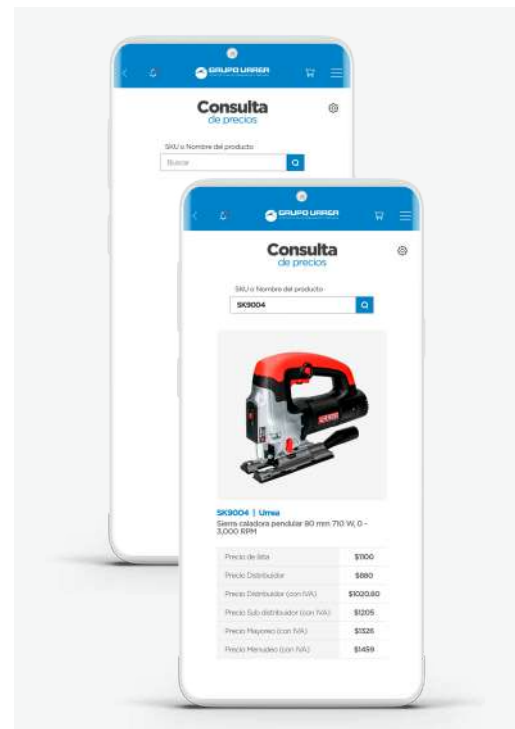 GRUPO URREA
Consulta
de precios
SKU o Nombre del producto
Buscar
GRUPO URREA
Consulta
de precios
SKU o Nombre del producto
SK9004
SK9004 | Urrea
Sierra caladora pendular 80 mm 710 W, 0 -
3,000 RPM
Precio de lista $1100
Precio Distribuidor $880
Precio Distribuidor (con IVA) $1020.80
Precio Sub-distribuidor (con IVA) $1205
Precio Mayoreo (con IVA) $1326
Precio Menudeo (con IVA) $1459